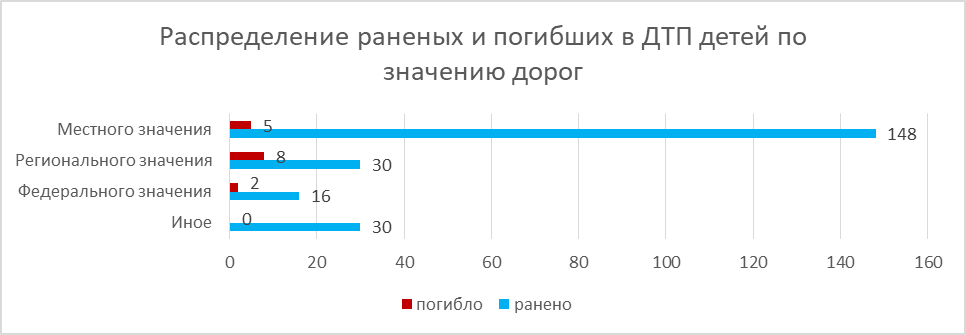 Распределение раненых и погибших в ДТП детей по
значению дорог
Местного значения
5
148
Регионального значения
8
30
Федерального значения
2
16
Иное
0
30
0 20 40 60 80 100 120 140 160
погибло ранено